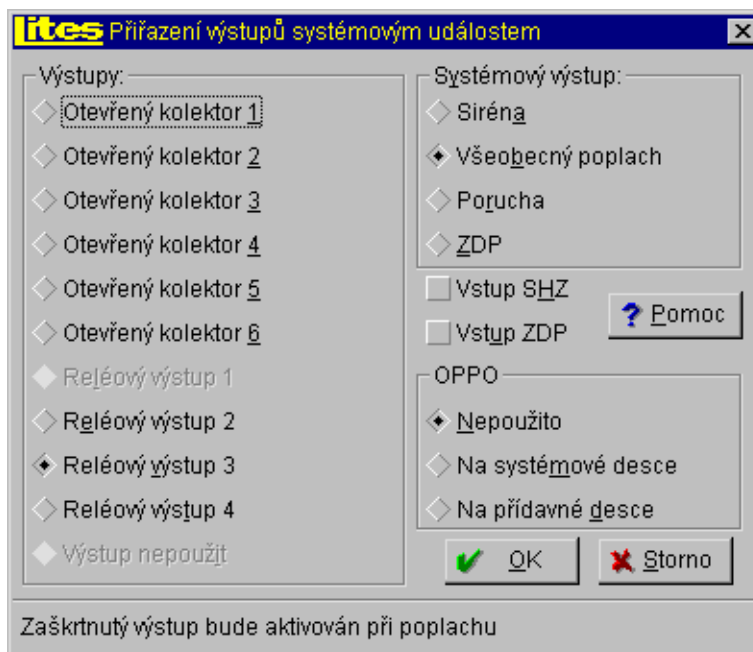 lites Přiřazení výstupů systémovým událostem
Výstupy:
Otevřený kolektor 1
Otevřený kolektor 2
Otevřený kolektor 3
Otevřený kolektor 4
Otevřený kolektor 5
Otevřený kolektor 6
Reléový výstup 1
Reléový výstup 2
Reléový výstup 3
Reléový výstup 4
Výstup nepoužit
Systémový výstup:
Siréna
Všeobecný poplach
Porucha
ZDP
Vstup SHZ
Vstup ZDP
? Pomoc
OPPO
Nepoužito
Na systémové desce
Na přídavné desce
OK
Storno
Zaškrtnutý výstup bude aktivován při poplachu